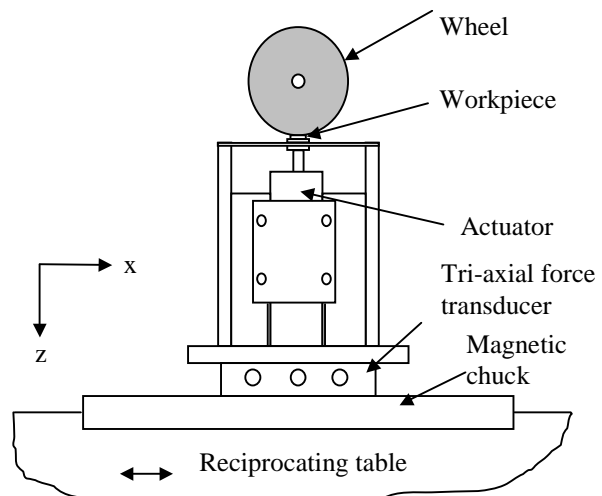 Wheel
Workpiece
Actuator
x
Tri-axial force
transducer
z
Magnetic
chuck
Reciprocating table